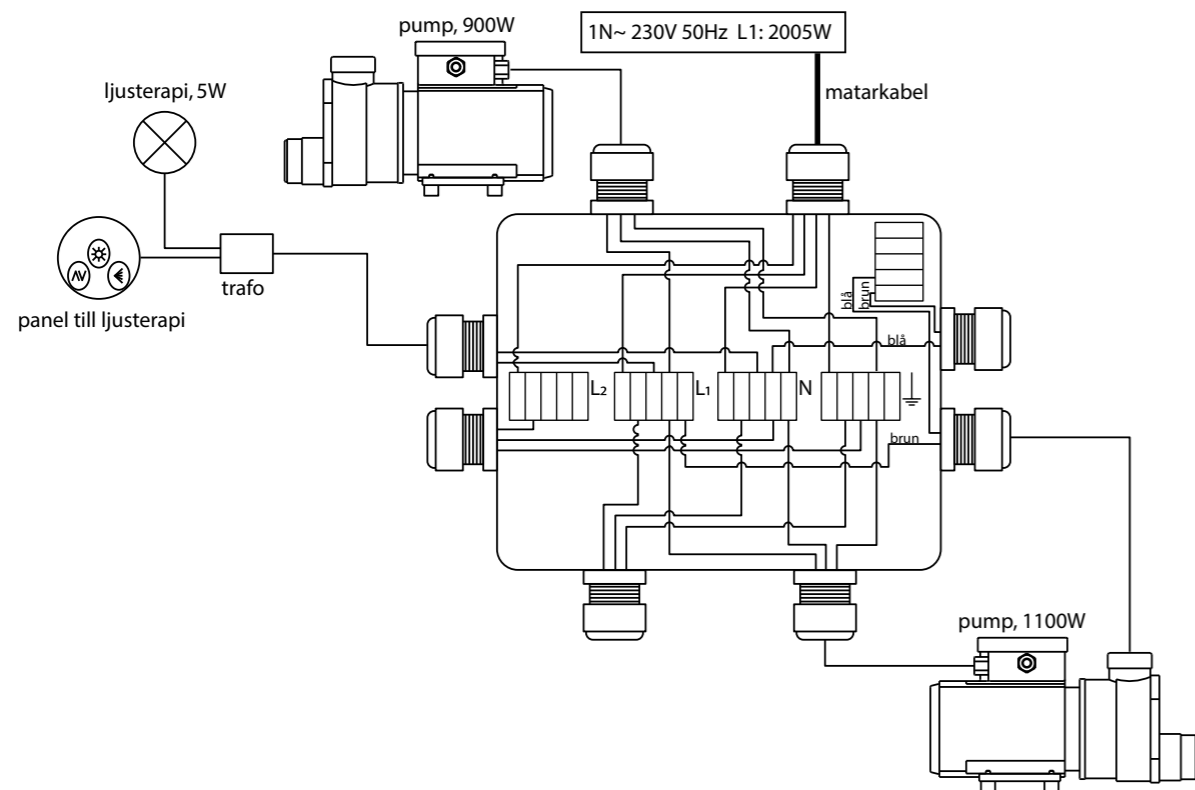 pump, 900W
1N~ 230V 50Hz L1: 2005W
ljusterapi, 5W
matarkabel
trafo
panel till ljusterapi
blå
brun
blå
L2
L1
N
brun
pump, 1100W